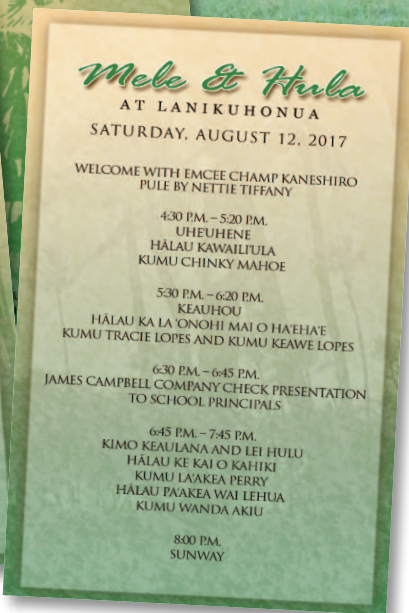 Mele & Hula
AT LANIKUHONUA
SATURDAY, AUGUST 12, 2017
WELCOME WITH EMCEE CHAMP KANESHIRO
PULE BY NETTIE TIFFANY
4:30 P.M. – 5:20 P.M.
UHE'UHENE
HĀLAU KAWAILI'ULA
KUMU CHINKY MAHOE
5:30 P.M. – 6:20 P.M.
KEAUHOU
HĀLAU KA LA 'ONOHI MAI O HA'EHA'E
KUMU TRACIE LOPES AND KUMU KEAWE LOPES
6:30 P.M. – 6:45 P.M.
JAMES CAMPBELL COMPANY CHECK PRESENTATION
TO SCHOOL PRINCIPALS
6:45 P.M. – 7:45 P.M.
KIMO KEAULANA AND LEI HULU
HĀLAU KE KAI O KAHIKI
KUMU LA'AKEA PERRY
HĀLAU PA'AKEA WAI LEHUA
KUMU WANDA AKIU
8:00 P.M.
SUNWAY